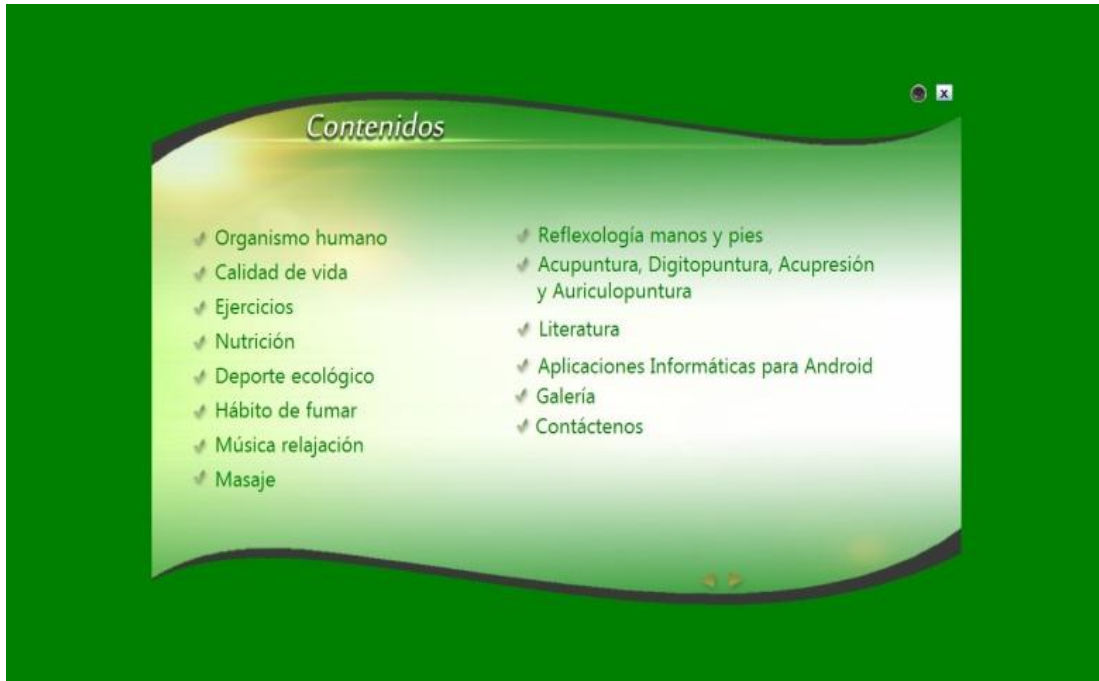 Contenidos
Organismo humano
Calidad de vida
Ejercicios
Nutrición
Deporte ecológico
Hábito de fumar
Música relajación
Masaje
Reflexología manos y pies
Acupuntura, Digitopuntura, Acupresión
y Auriculopuntura
Literatura
Aplicaciones Informáticas para Android
Galería
Contáctenos